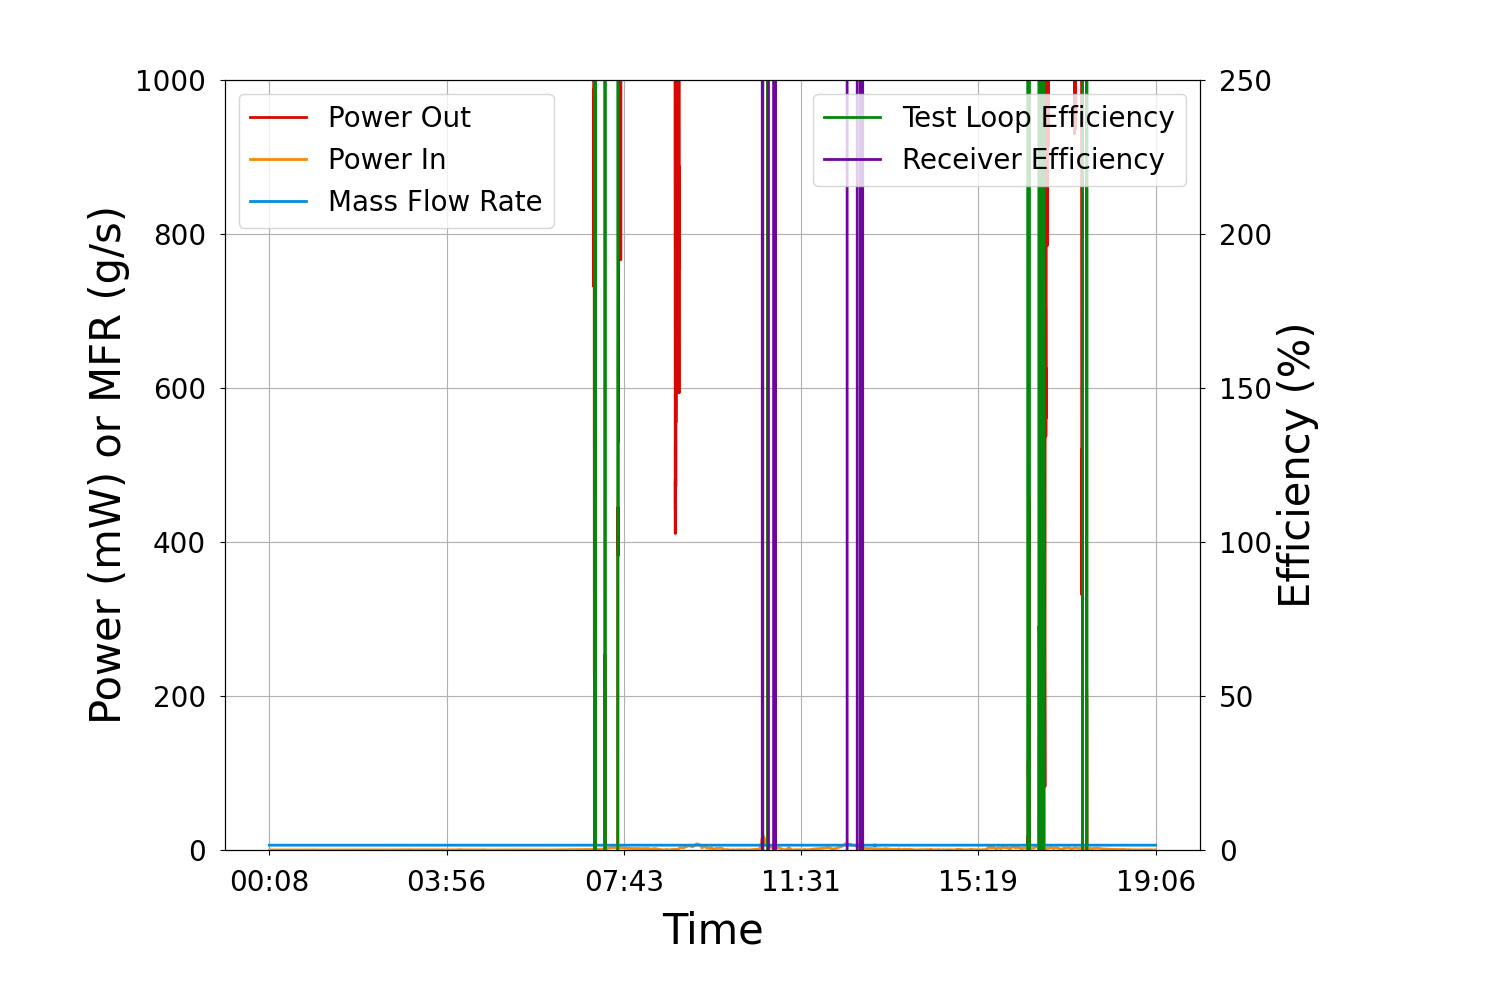 1000
800
600
400
200
0
Power (mW) or MFR (g/s)
Power Out
Power In
Mass Flow Rate
Test Loop Efficiency
Receiver Efficiency
250
200
150
100
50
0
Efficiency (%)
00:08 03:56 07:43 11:31 15:19 19:06
Time